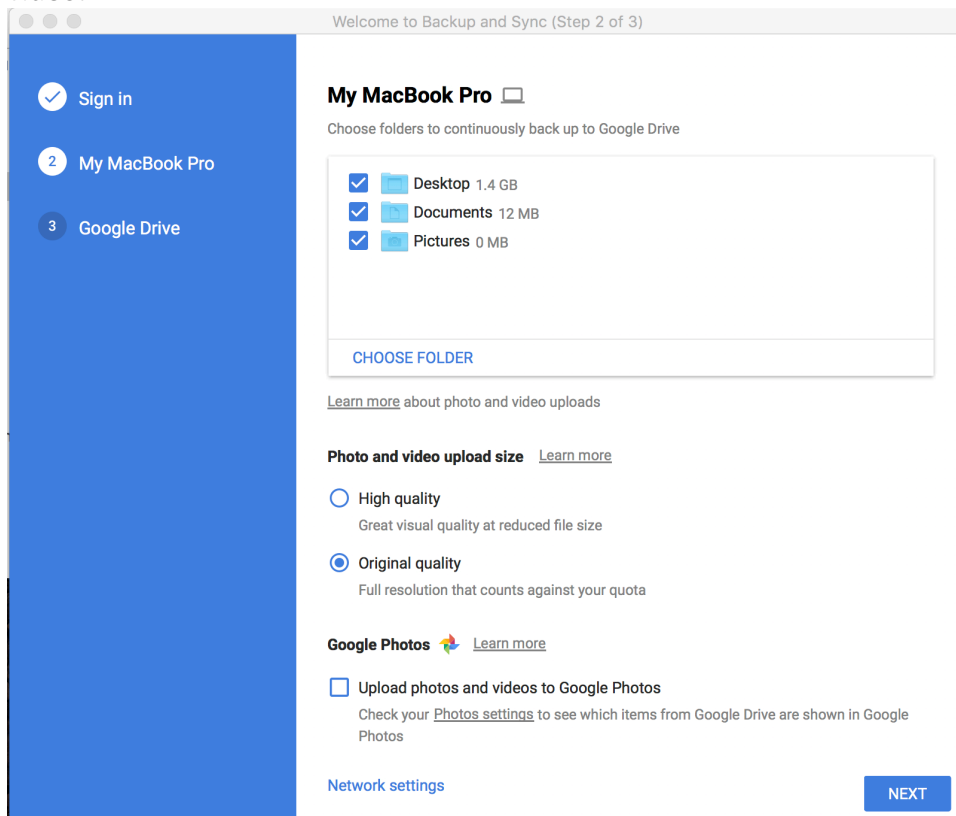 Welcome to Backup and Sync (Step 2 of 3)
Sign in
2 My MacBook Pro
3 Google Drive
My MacBook Pro
Choose folders to continuously back up to Google Drive
Desktop 1.4 GB
Documents 12 MB
Pictures 0 MB
CHOOSE FOLDER
Learn more about photo and video uploads
Photo and video upload size Learn more
High quality
Great visual quality at reduced file size
Original quality
Full resolution that counts against your quota
Google Photos Learn more
Upload photos and videos to Google Photos
Check your Photos settings to see which items from Google Drive are shown in Google
Photos
Network settings
NEXT